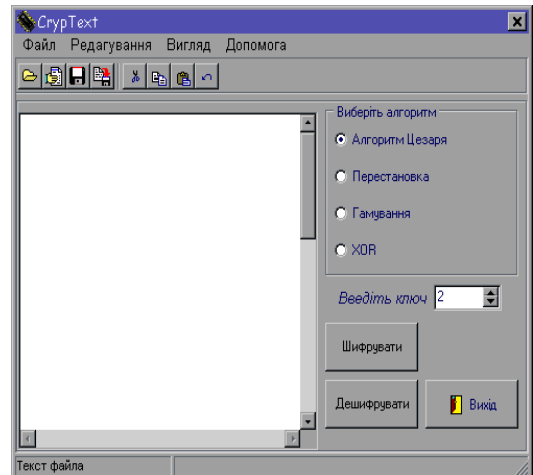 CrypText
Файл Редагування Вигляд Допомога
Виберіть алгоритм
Алгоритм Цезаря
Перестановка
Гамування
XOR
Введіть ключ 2
Шифрувати
Дешифрувати Вихід
Текст файла